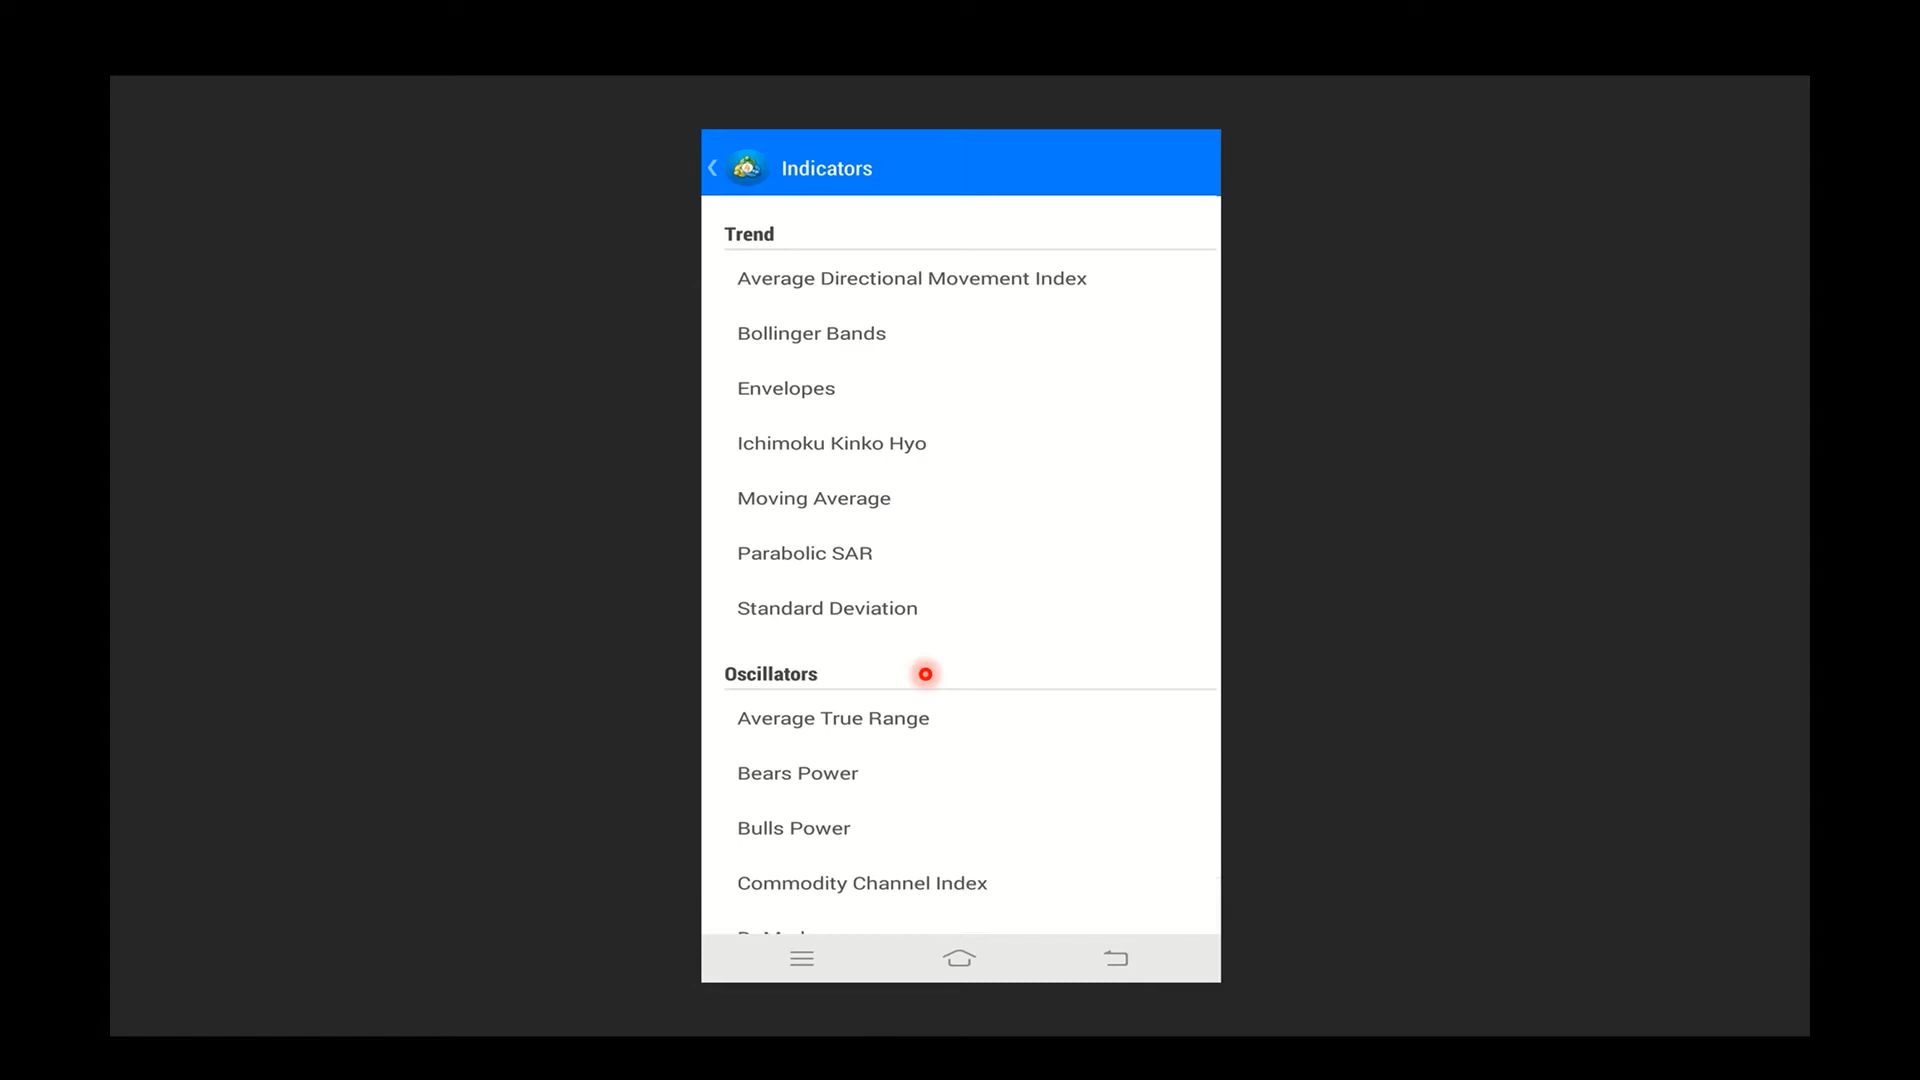 Indicators
Trend
Average Directional Movement Index
Bollinger Bands
Envelopes
Ichimoku Kinko Hyo
Moving Average
Parabolic SAR
Standard Deviation
Oscillators
Average True Range
Bears Power
Bulls Power
Commodity Channel Index